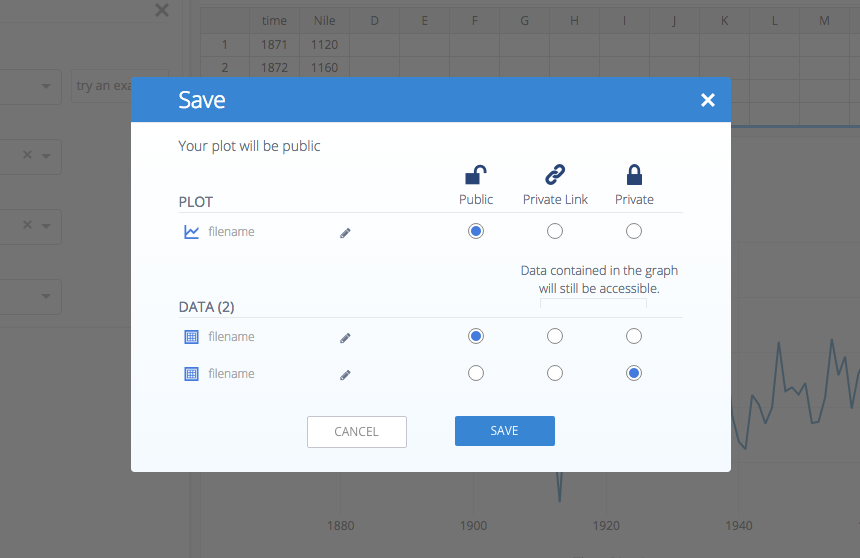 time Nile D E F G H I J K L M
1 1871 1120
2 1872 1160
try an exa
Save
Your plot will be public
Public Private Link Private
PLOT
filename
Data contained in the graph
will still be accessible.
DATA (2)
filename
filename
CANCEL SAVE
1880 1900 1920 1940